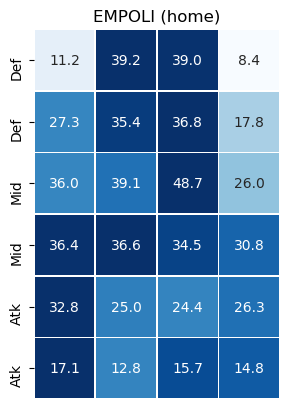 EMPOLI (home)
Def 11.2 39.2 39.0 8.4
Def 27.3 35.4 36.8 17.8
Mid 36.0 39.1 48.7 26.0
Mid 36.4 36.6 34.5 30.8
Atk 32.8 25.0 24.4 26.3
Atk 17.1 12.8 15.7 14.8